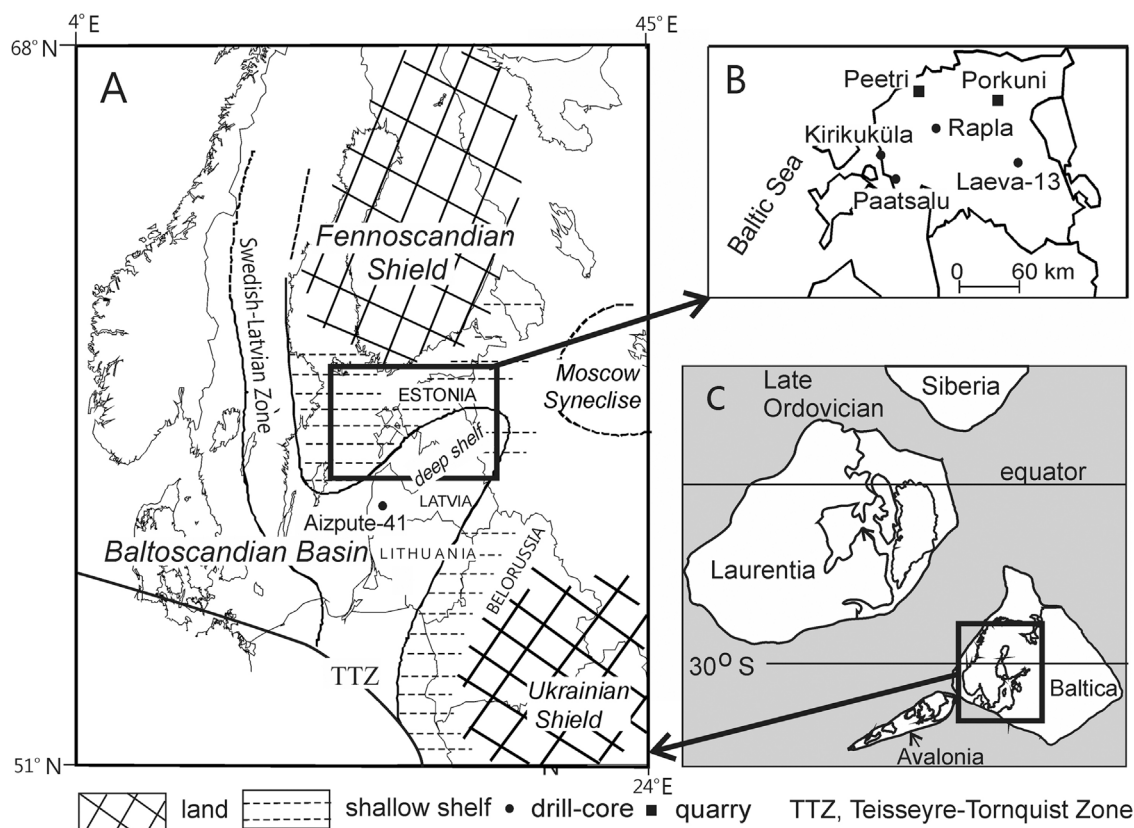 4°E
45°E
68°N
A
B
Peetri
Porkuni
Kirikuküla
Rapla
Laeva-13
Paatsalu
Baltic Sea
0 60 km
Fennoscandian
Shield
Swedish-Latvian Zone
Moscow
Syneclise
ESTONIA
deep shelf
LATVIA
Aizpute-41
Baltoscandian Basin
LITHUANIA
BELORUSSIA
TTZ
Ukrainian
Shield
C
Late
Ordovician
Siberia
equator
Laurentia
30° S
Baltica
Avalonia
51°N
N
24°E
land
shallow shelf
drill-core
quarry
TTZ, Teisseyre-Tornquist Zone